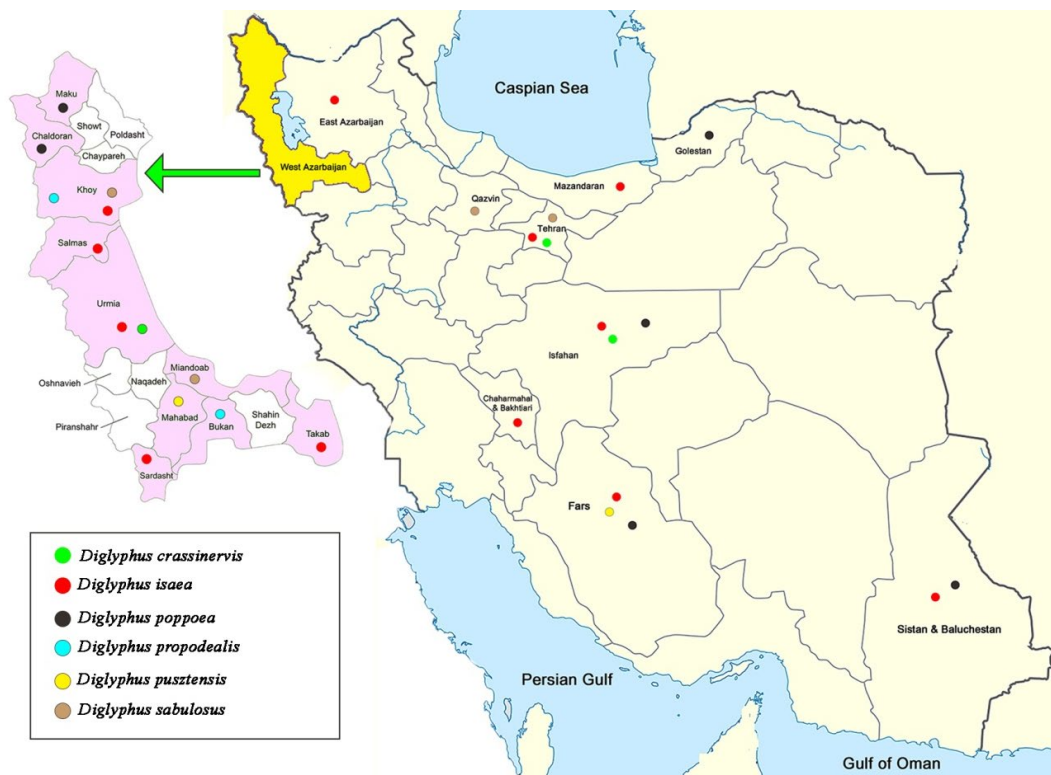 Maku
Showt
Poldasht
Chaldoran
Chaypareh
Khoy
Salmas
Urmia
Oshnavieh
Naqadeh
Miandoab
Piranshahr
Mahabad
Bukan
Shahin
Dezh
Takab
Sardasht
Caspian Sea
East Azarbaijan
West Azarbaijan
Golestan
Mazandaran
Qazvin
Tehran
Isfahan
Chaharmahal
& Bakhtiari
Fars
Sistan & Baluchestan
Persian Gulf
Gulf of Oman
Diglyphus crassinervis
Diglyphus isaea
Diglyphus poppoea
Diglyphus propodealis
Diglyphus pusztensis
Diglyphus sabulosus